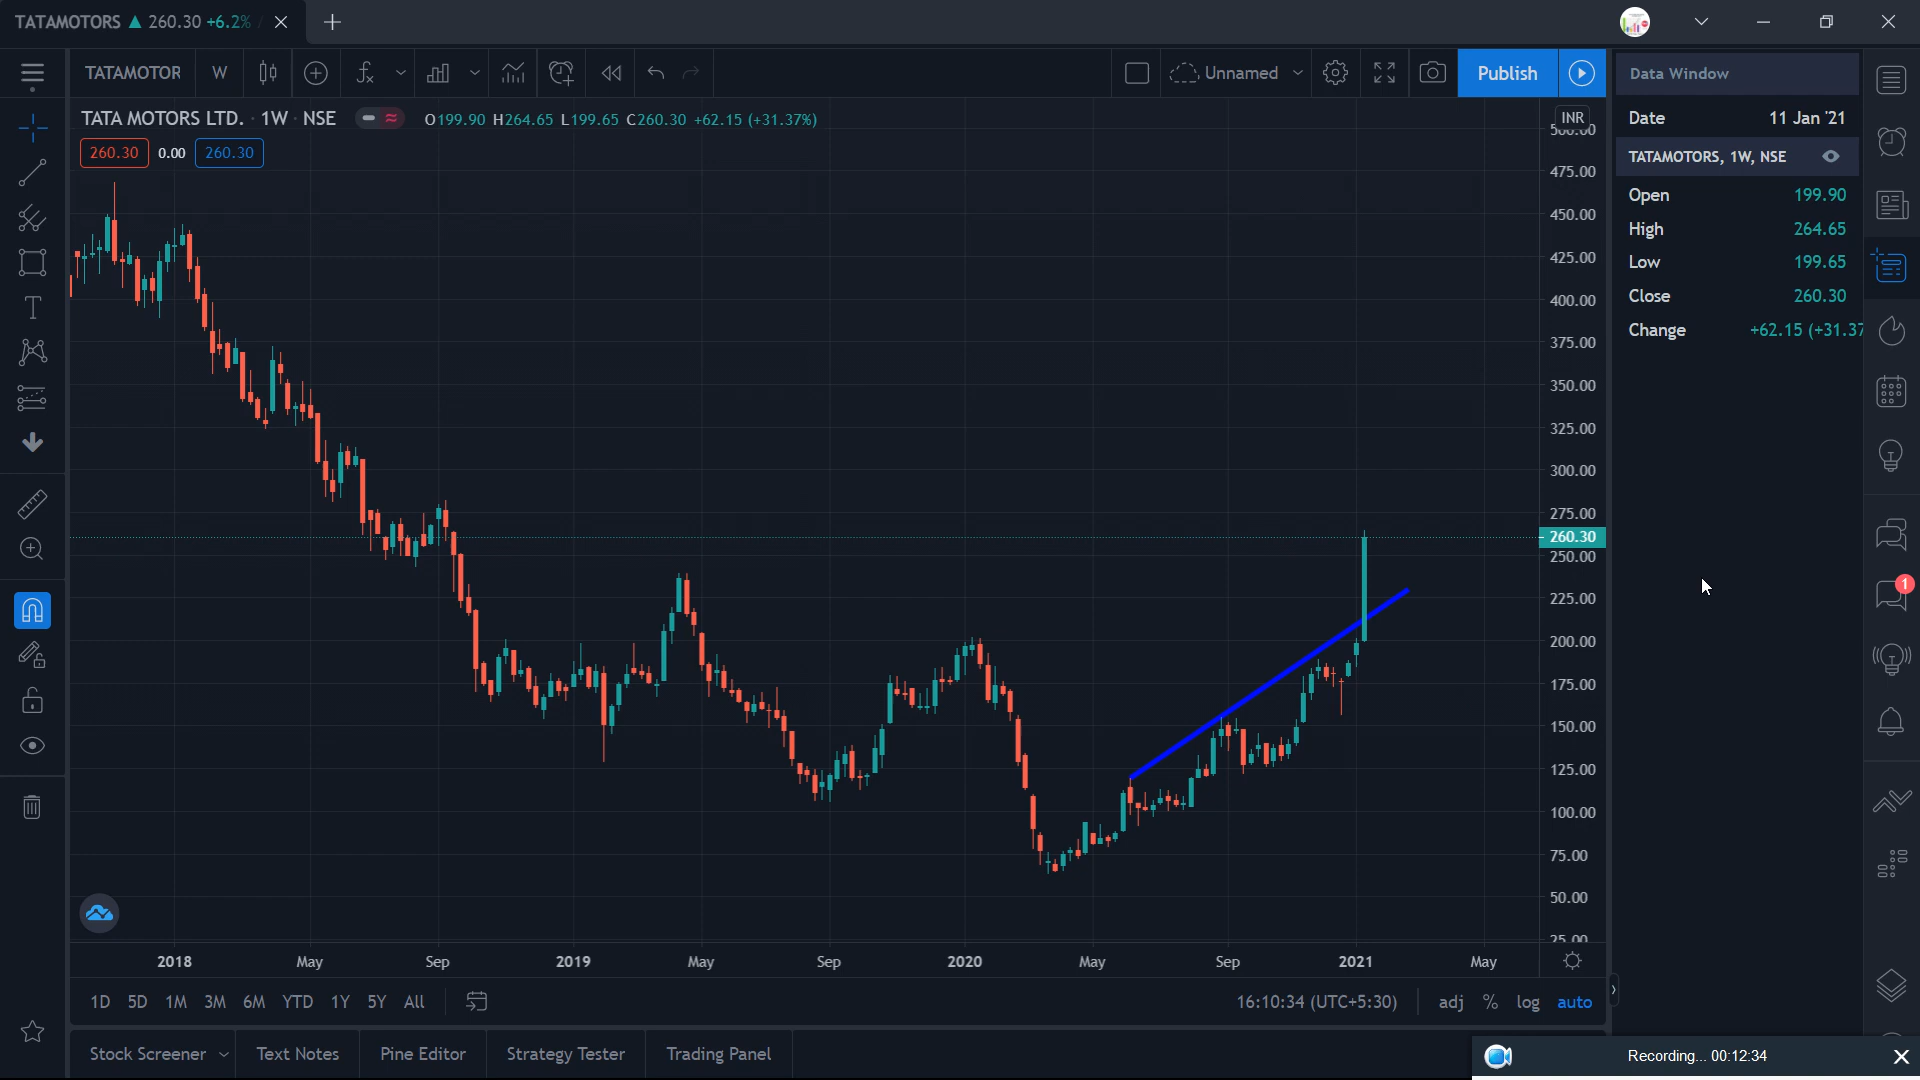 TATAMOTORS ▲ 260.30 +6.2% /
TATAMOTOR W Unnamed Publish Data Window
TATA MOTORS LTD. · 1W · NSE O199.90 H264.65 L199.65 C260.30 +62.15 (+31.37%)
260.30 0.00 260.30
INR
500.00
475.00
450.00
425.00
400.00
375.00
350.00
325.00
300.00
275.00
260.30
250.00
225.00
200.00
175.00
150.00
125.00
100.00
75.00
50.00
25.00
Date 11 Jan '21
TATAMOTORS, 1W, NSE
Open 199.90
High 264.65
Low 199.65
Close 260.30
Change +62.15 (+31.37
1
2018 May Sep 2019 May Sep 2020 May Sep 2021 May
1D 5D 1M 3M 6M YTD 1Y 5Y All 16:10:34 (UTC+5:30) adj % log auto
Stock Screener Text Notes Pine Editor Strategy Tester Trading Panel
Recording... 00:12:34